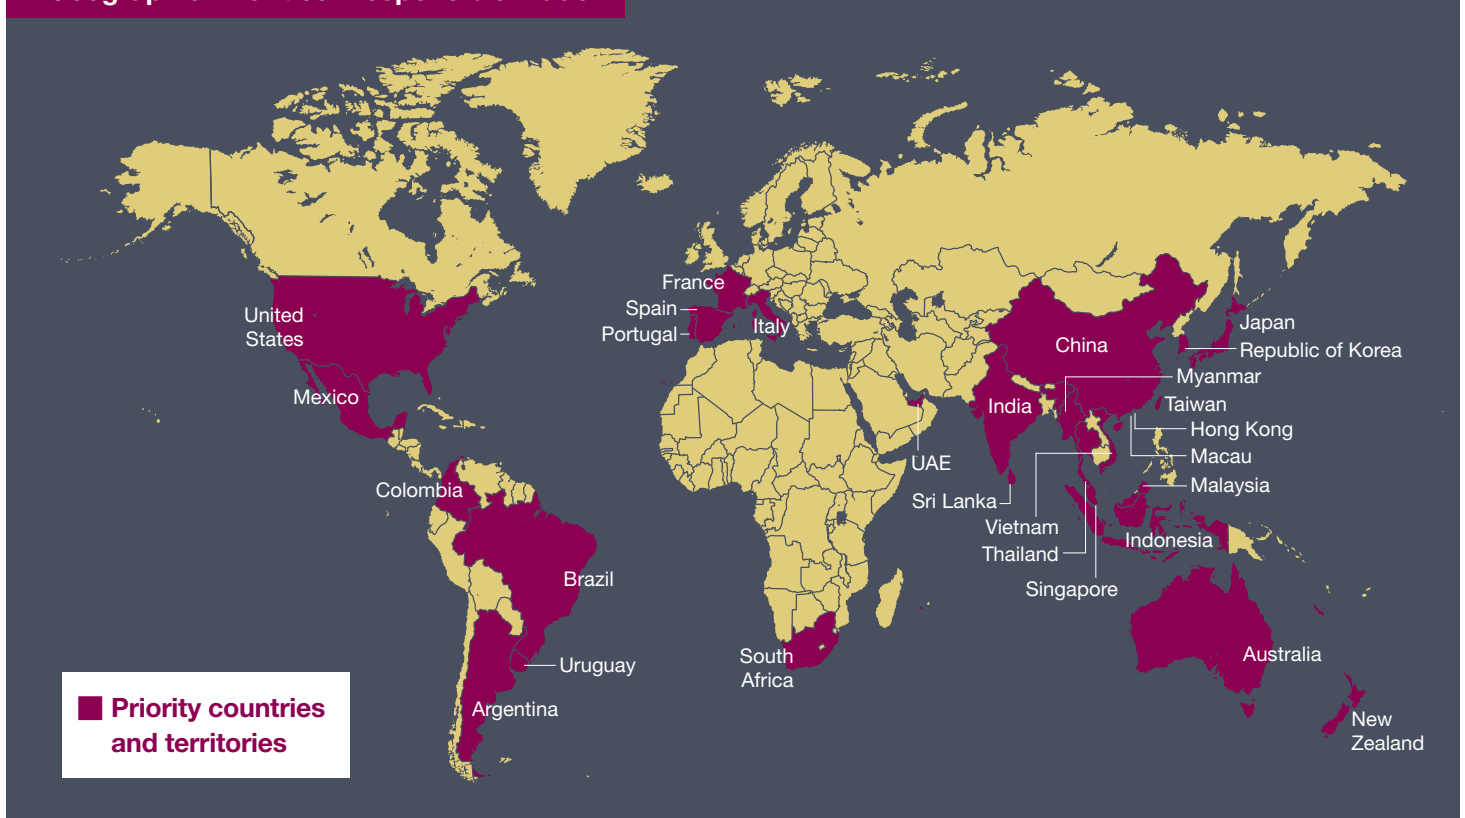 France
Spain
Portugal
Italy
United
States
Mexico
Colombia
Brazil
Uruguay
Argentina
South
Africa
UAE
India
Sri Lanka
China
Japan
Republic of Korea
Myanmar
Taiwan
Hong Kong
Macau
Malaysia
Vietnam
Thailand
Singapore
Indonesia
Australia
New
Zealand
Priority countries
and territories